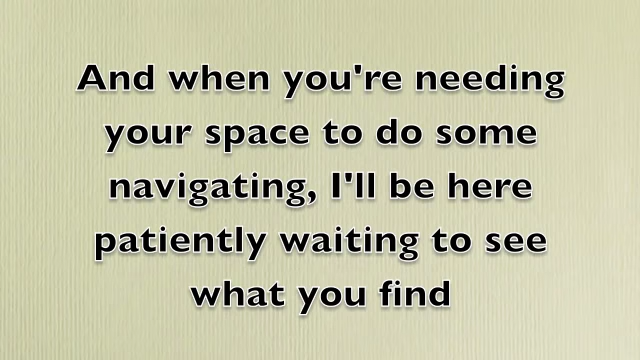 And when you're needing
your space to do some
navigating, I'll be here
patiently waiting to see
what you find